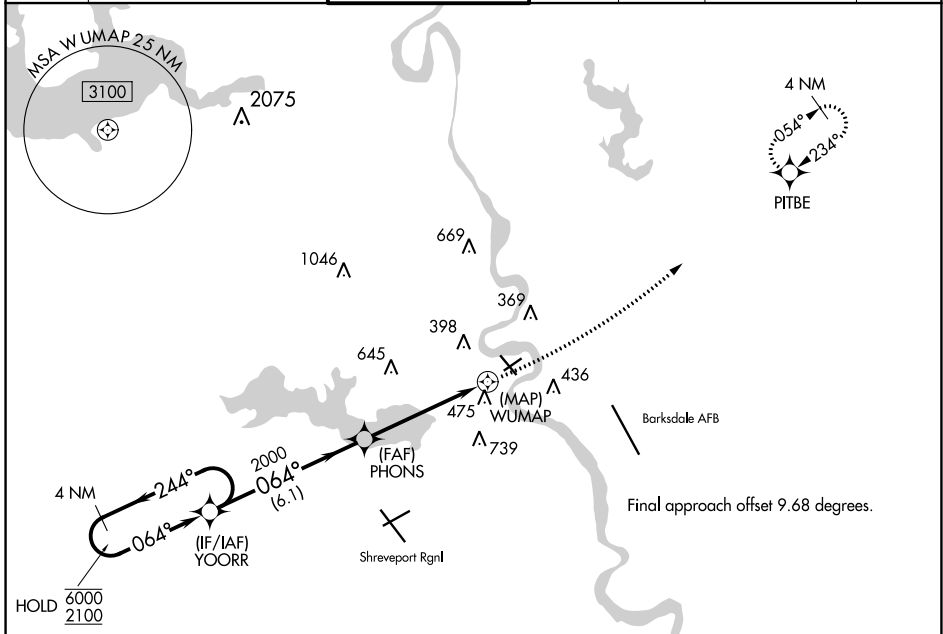 MSA WUMAP 25 NM
3100
2075
4 NM
054°
234°
PITBE
669
1046
369
398
645
436
475
(MAP)
WUMAP
739
Barksdale AFB
(FAF)
PHONS
2000
064°
(6.1)
4 NM
244°
064°
(IF/IAF)
YOORR
Shreveport Rgnl
Final approach offset 9.68 degrees.
HOLD 6000
2100